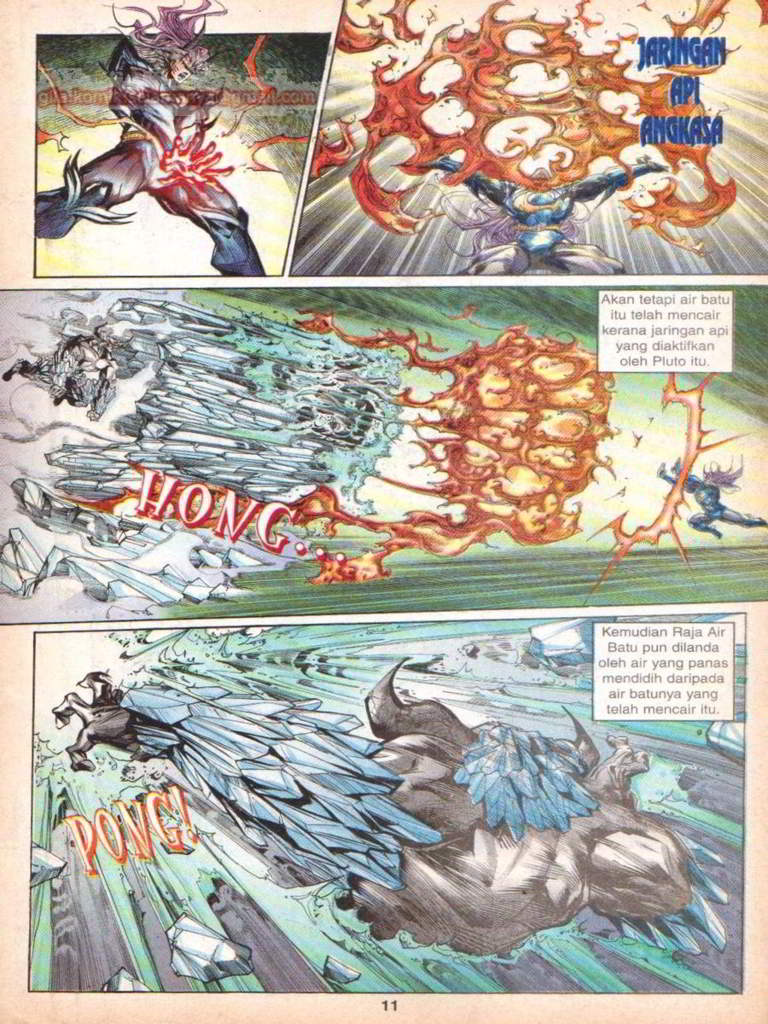 JARINGAN
API
ANGKASA
Akan tetapi air batu
itu telah mencair
kerana jaringan api
yang diaktifkan
oleh Pluto itu.
HONG...
Kemudian Raja Air
Batu pun dilanda
oleh air yang panas
mendidih daripada
air batunya yang
telah mencair itu.
PONG!
11